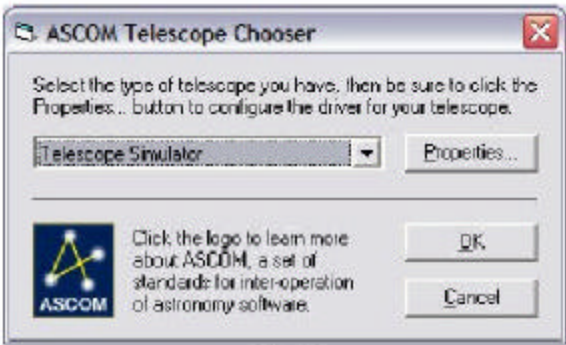 ASCOM Telescope Chooser
Select the type of telescope you have, then be sure to click the
Properties... button to configure the driver for your telescope.
Telescope Simulator
Properties...
Click the logo to learn more
about ASCOM, a set of
standards for inter-operation
of astronomy software.
ASCOM
OK
Cancel